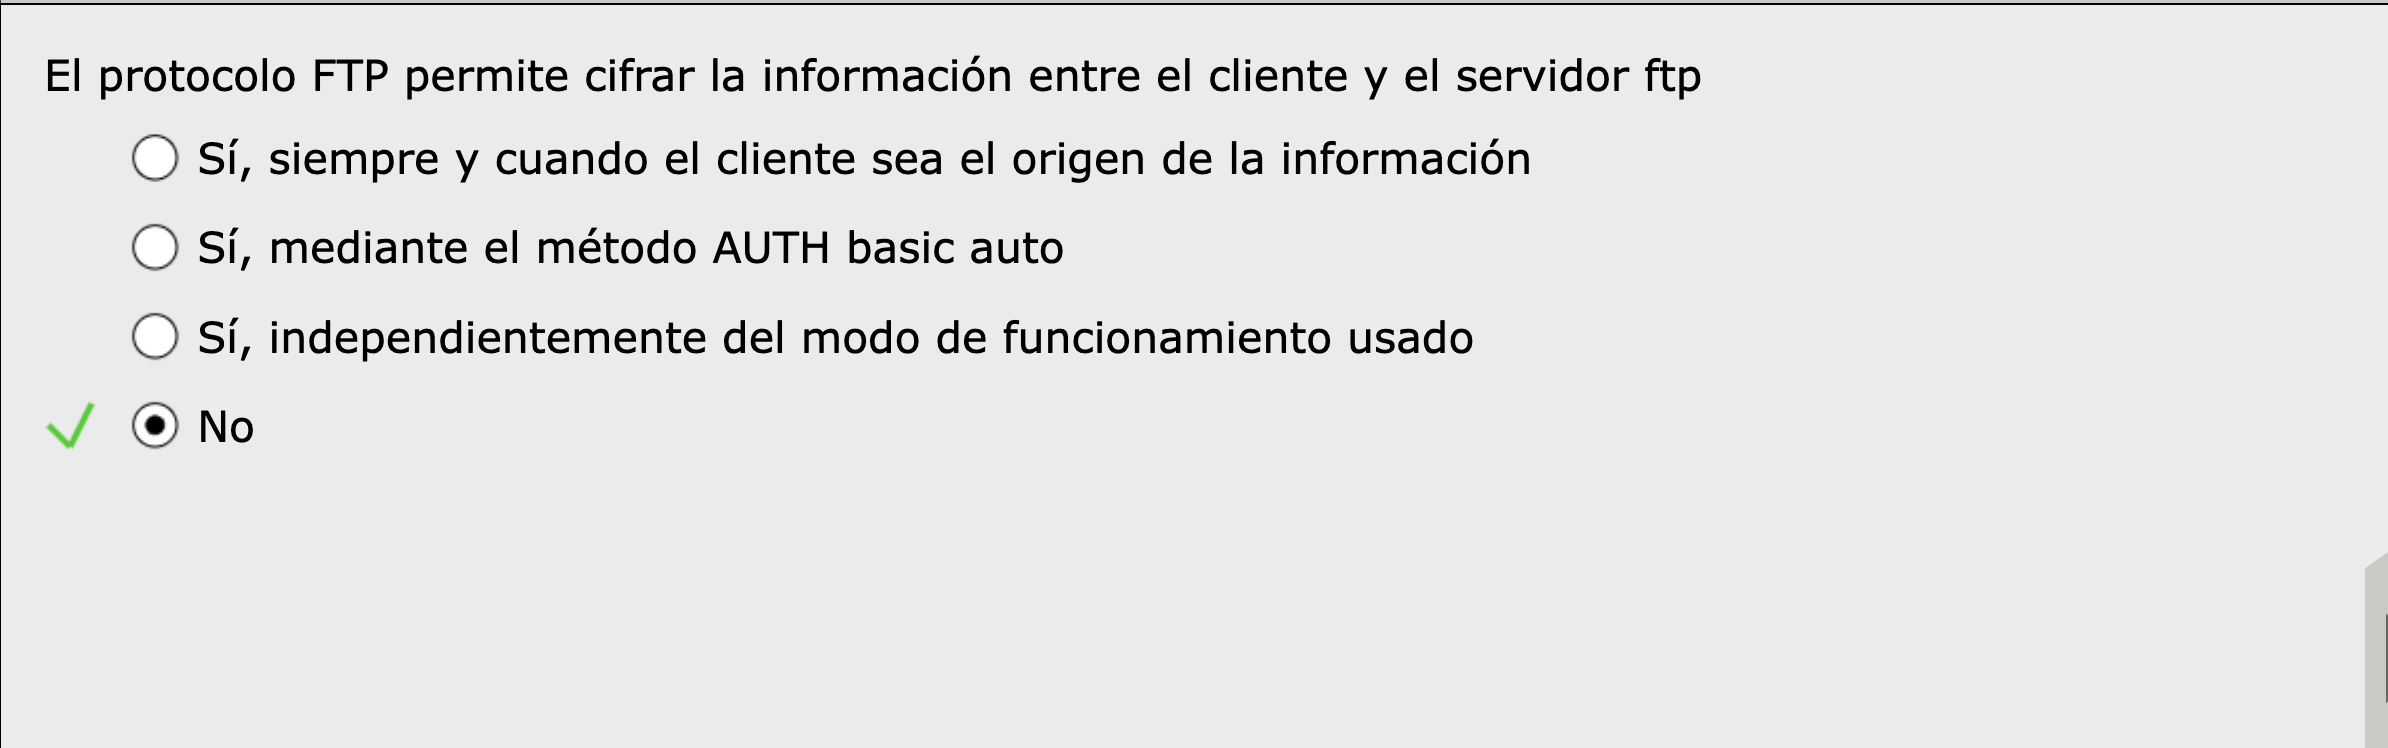 El protocolo FTP permite cifrar la información entre el cliente y el servidor ftp
Sí, siempre y cuando el cliente sea el origen de la información
Sí, mediante el método AUTH basic auto
Sí, independientemente del modo de funcionamiento usado
No